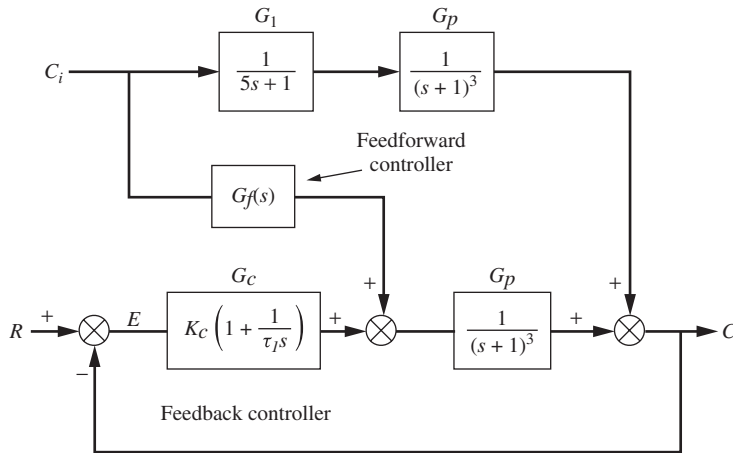 G1 Gp
Ci 1/(5s + 1) 1/(s + 1)^3
Feedforward
controller
Gf(s)
+ +
Gc Gp
R + E Kc (1 + 1/(τI s)) + 1/(s + 1)^3 + C
−
Feedback controller